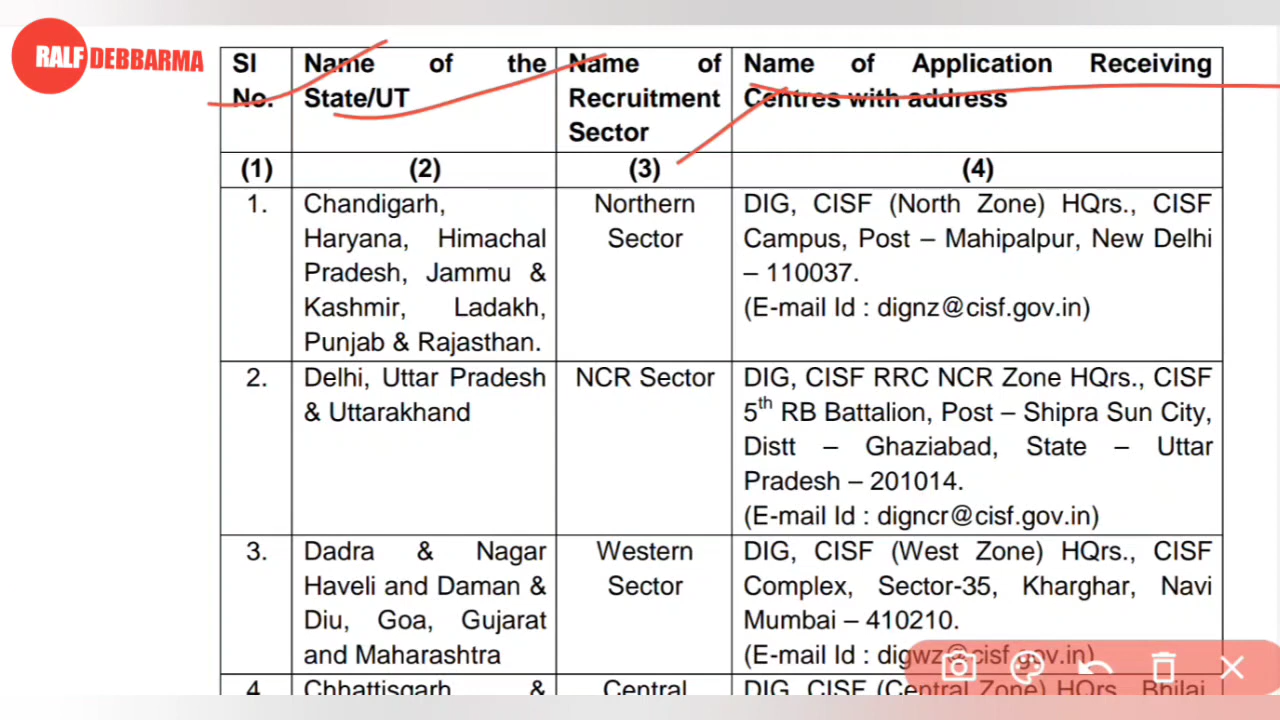 RALF DEBBARMA
Sl No. | Name of the State/UT | Name of Recruitment Sector | Name of Application Receiving Centres with address
(1) | (2) | (3) | (4)
1.
Chandigarh,
Haryana, Himachal
Pradesh, Jammu &
Kashmir, Ladakh,
Punjab & Rajasthan.
Northern
Sector
DIG, CISF (North Zone) HQrs., CISF
Campus, Post – Mahipalpur, New Delhi
– 110037.
(E-mail Id : dignz@cisf.gov.in)
2.
Delhi, Uttar Pradesh
& Uttarakhand
NCR Sector
DIG, CISF RRC NCR Zone HQrs., CISF
5th RB Battalion, Post – Shipra Sun City,
Distt – Ghaziabad, State – Uttar
Pradesh – 201014.
(E-mail Id : digncr@cisf.gov.in)
3.
Dadra & Nagar
Haveli and Daman &
Diu, Goa, Gujarat
and Maharashtra
Western
Sector
DIG, CISF (West Zone) HQrs., CISF
Complex, Sector-35, Kharghar, Navi
Mumbai – 410210.
(E-mail Id : digwz@cisf.gov.in)
4.
Chhattisgarh &
Central
DIG, CISF (Central Zone) HQrs., Bhilai,